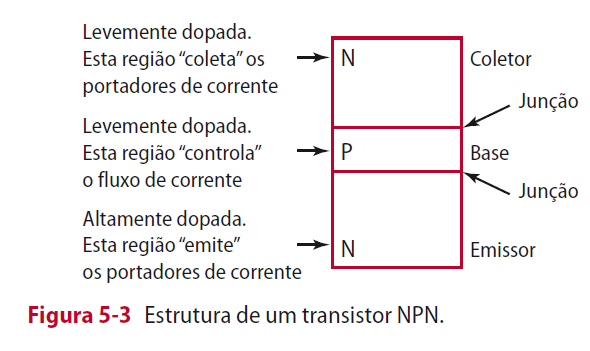 Levemente dopada.
Esta região “coleta” os
portadores de corrente
N
Coletor
Junção
Levemente dopada.
Esta região “controla”
o fluxo de corrente
P
Base
Junção
Altamente dopada.
Esta região “emite”
os portadores de corrente
N
Emissor
Figura 5-3 Estrutura de um transistor NPN.